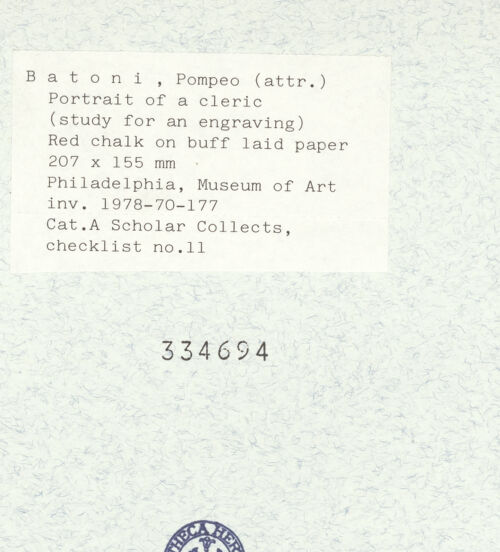 B a t o n i , Pompeo (attr.)
Portrait of a cleric
(study for an engraving)
Red chalk on buff laid paper
207 x 155 mm
Philadelphia, Museum of Art
inv. 1978-70-177
Cat.A Scholar Collects,
checklist no.11
334694